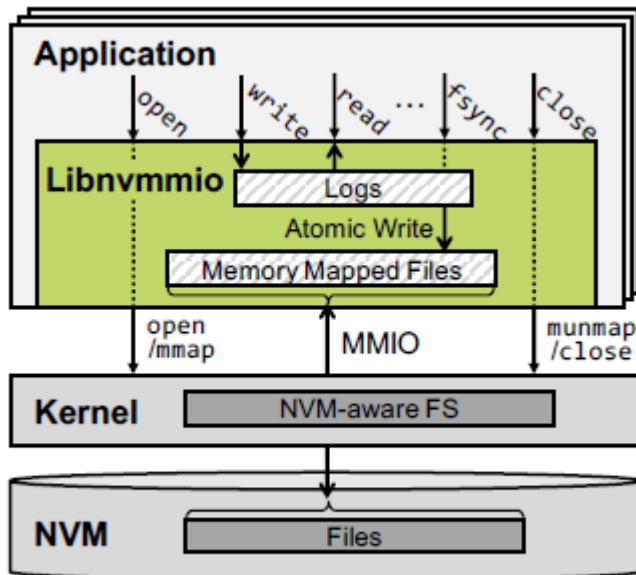 Application
open
write
read
...
fsync
close
Libnvmmio
Logs
Atomic Write
Memory Mapped Files
open
/mmap
MMIO
munmap
/close
Kernel
NVM-aware FS
NVM
Files